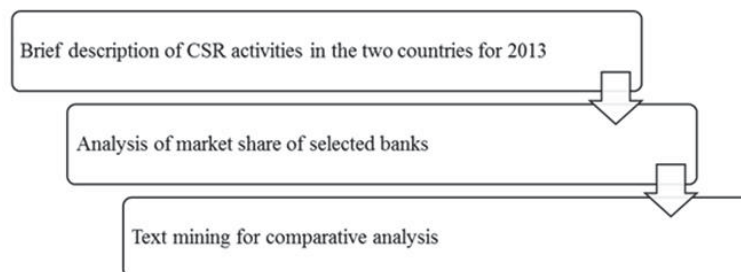 Brief description of CSR activities in the two countries for 2013
Analysis of market share of selected banks
Text mining for comparative analysis